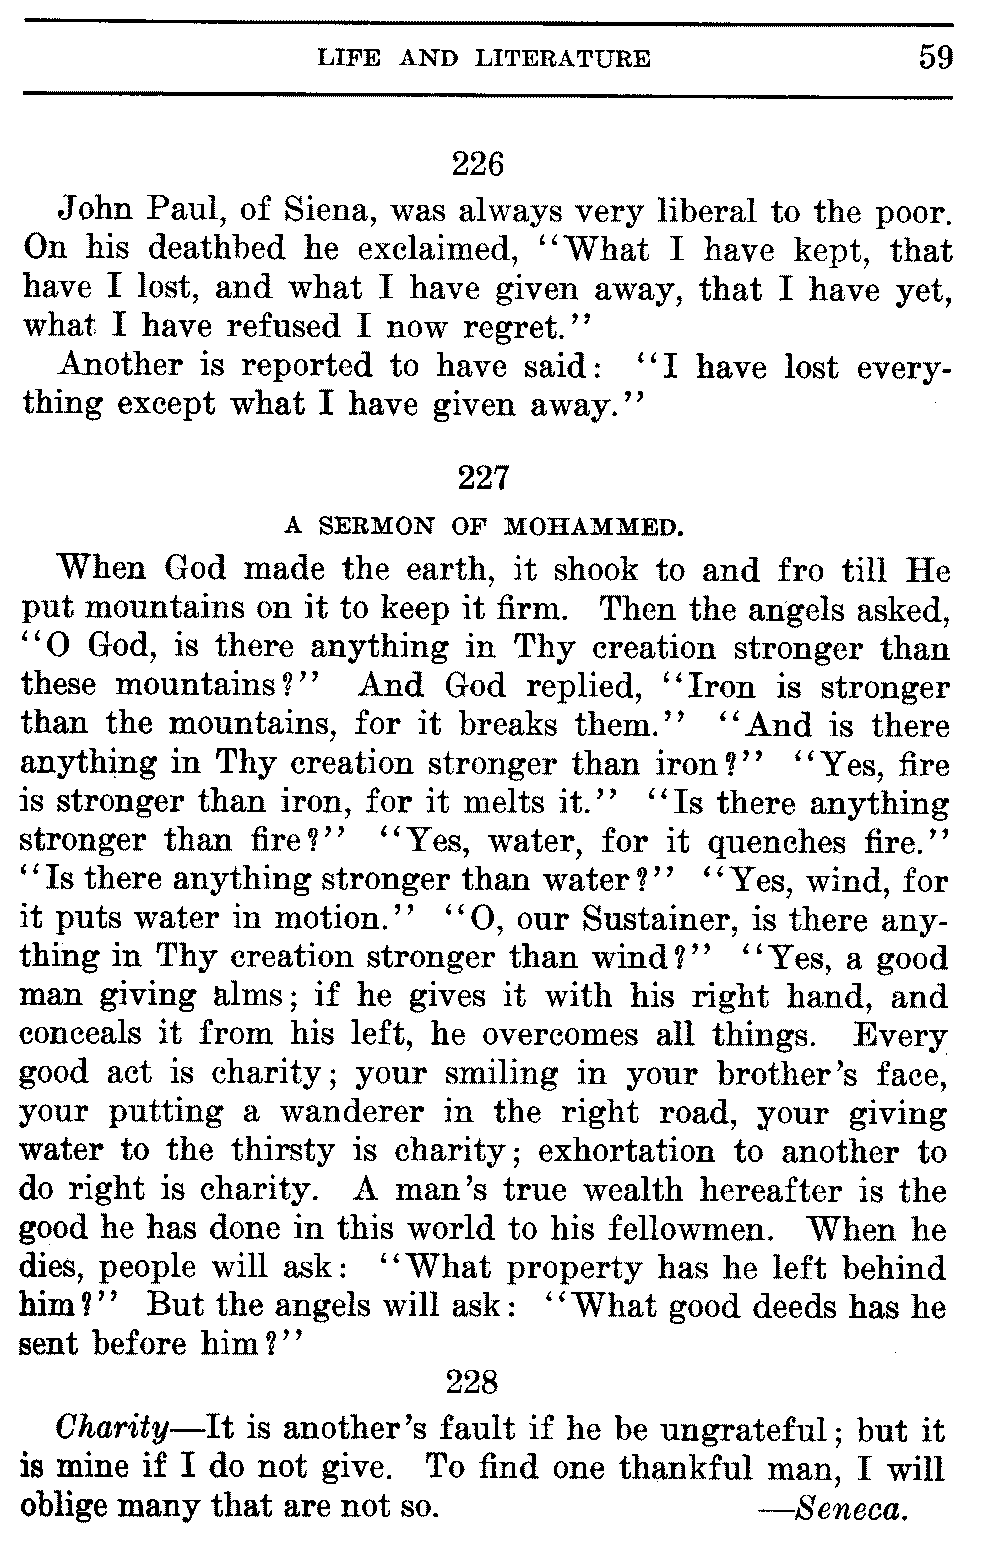 LIFE AND LITERATURE 59
226
John Paul, of Siena, was always very liberal to the poor.
On his deathbed he exclaimed, "What I have kept, that
have I lost, and what I have given away, that I have yet,
what I have refused I now regret."
Another is reported to have said: "I have lost every-
thing except what I have given away."
227
A SERMON OF MOHAMMED.
When God made the earth, it shook to and fro till He
put mountains on it to keep it firm. Then the angels asked,
"O God, is there anything in Thy creation stronger than
these mountains?" And God replied, "Iron is stronger
than the mountains, for it breaks them." "And is there
anything in Thy creation stronger than iron?" "Yes, fire
is stronger than iron, for it melts it." "Is there anything
stronger than fire?" "Yes, water, for it quenches fire."
"Is there anything stronger than water?" "Yes, wind, for
it puts water in motion." "O, our Sustainer, is there any-
thing in Thy creation stronger than wind?" "Yes, a good
man giving alms; if he gives it with his right hand, and
conceals it from his left, he overcomes all things. Every
good act is charity; your smiling in your brother's face,
your putting a wanderer in the right road, your giving
water to the thirsty is charity; exhortation to another to
do right is charity. A man's true wealth hereafter is the
good he has done in this world to his fellowmen. When he
dies, people will ask: "What property has he left behind
him?" But the angels will ask: "What good deeds has he
sent before him?"
228
Charity—It is another's fault if he be ungrateful; but it
is mine if I do not give. To find one thankful man, I will
oblige many that are not so. —Seneca.